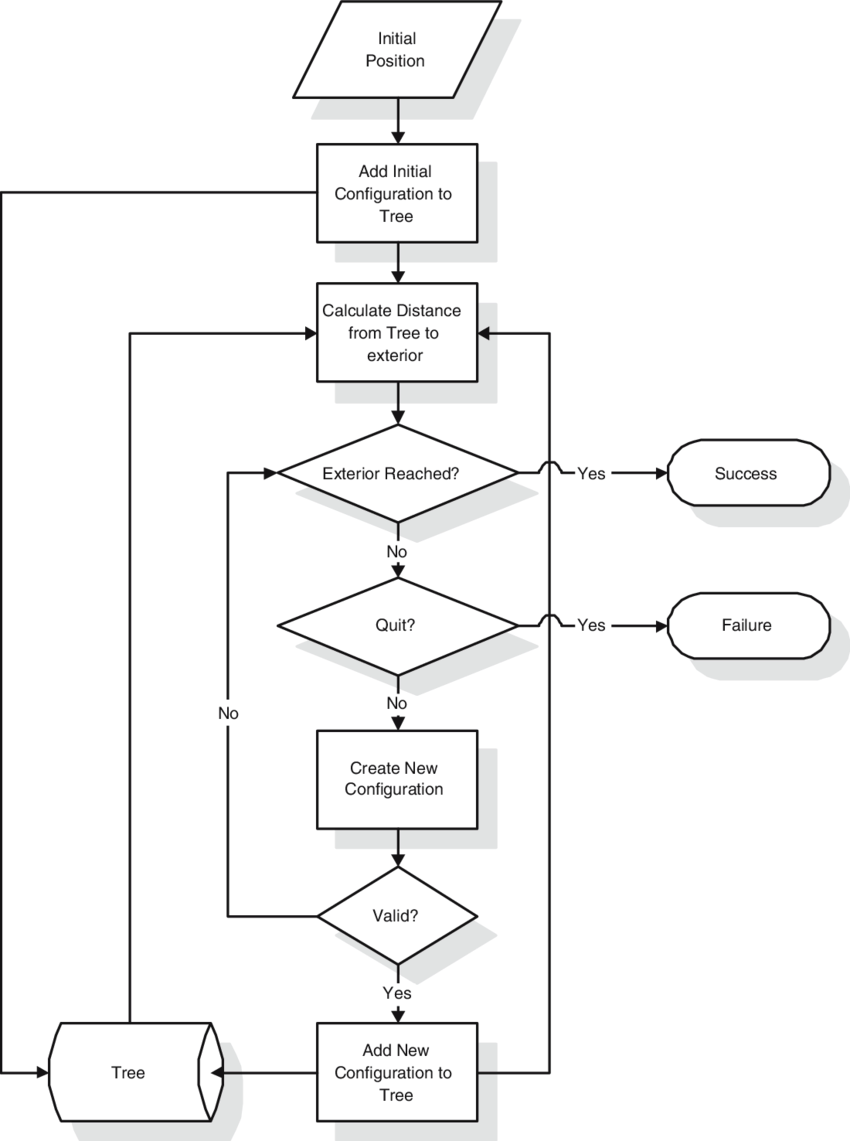 Initial
Position
Add Initial
Configuration to
Tree
Calculate Distance
from Tree to
exterior
Exterior Reached?
Yes
Success
No
Quit?
Yes
Failure
No
No
Create New
Configuration
Valid?
Yes
Add New
Configuration to
Tree
Tree